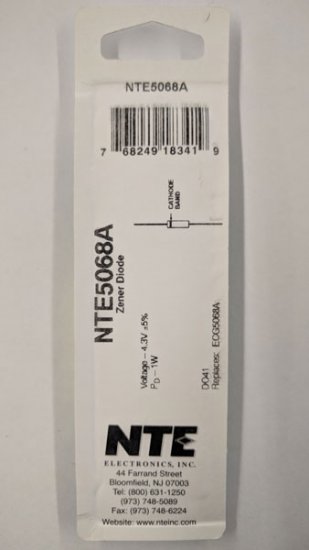 NTE5068A
7 68249 18341 9
CATHODE
BAND
NTE5068A
Zener Diode
Voltage – 4.3V ±5%
PD – 1W
DO41
Replaces: ECG5068A
NTE
ELECTRONICS, INC.
44 Farrand Street
Bloomfield, NJ 07003
Tel: (800) 631-1250
(973) 748-5089
Fax: (973) 748-6224
Website: www.nteinc.com